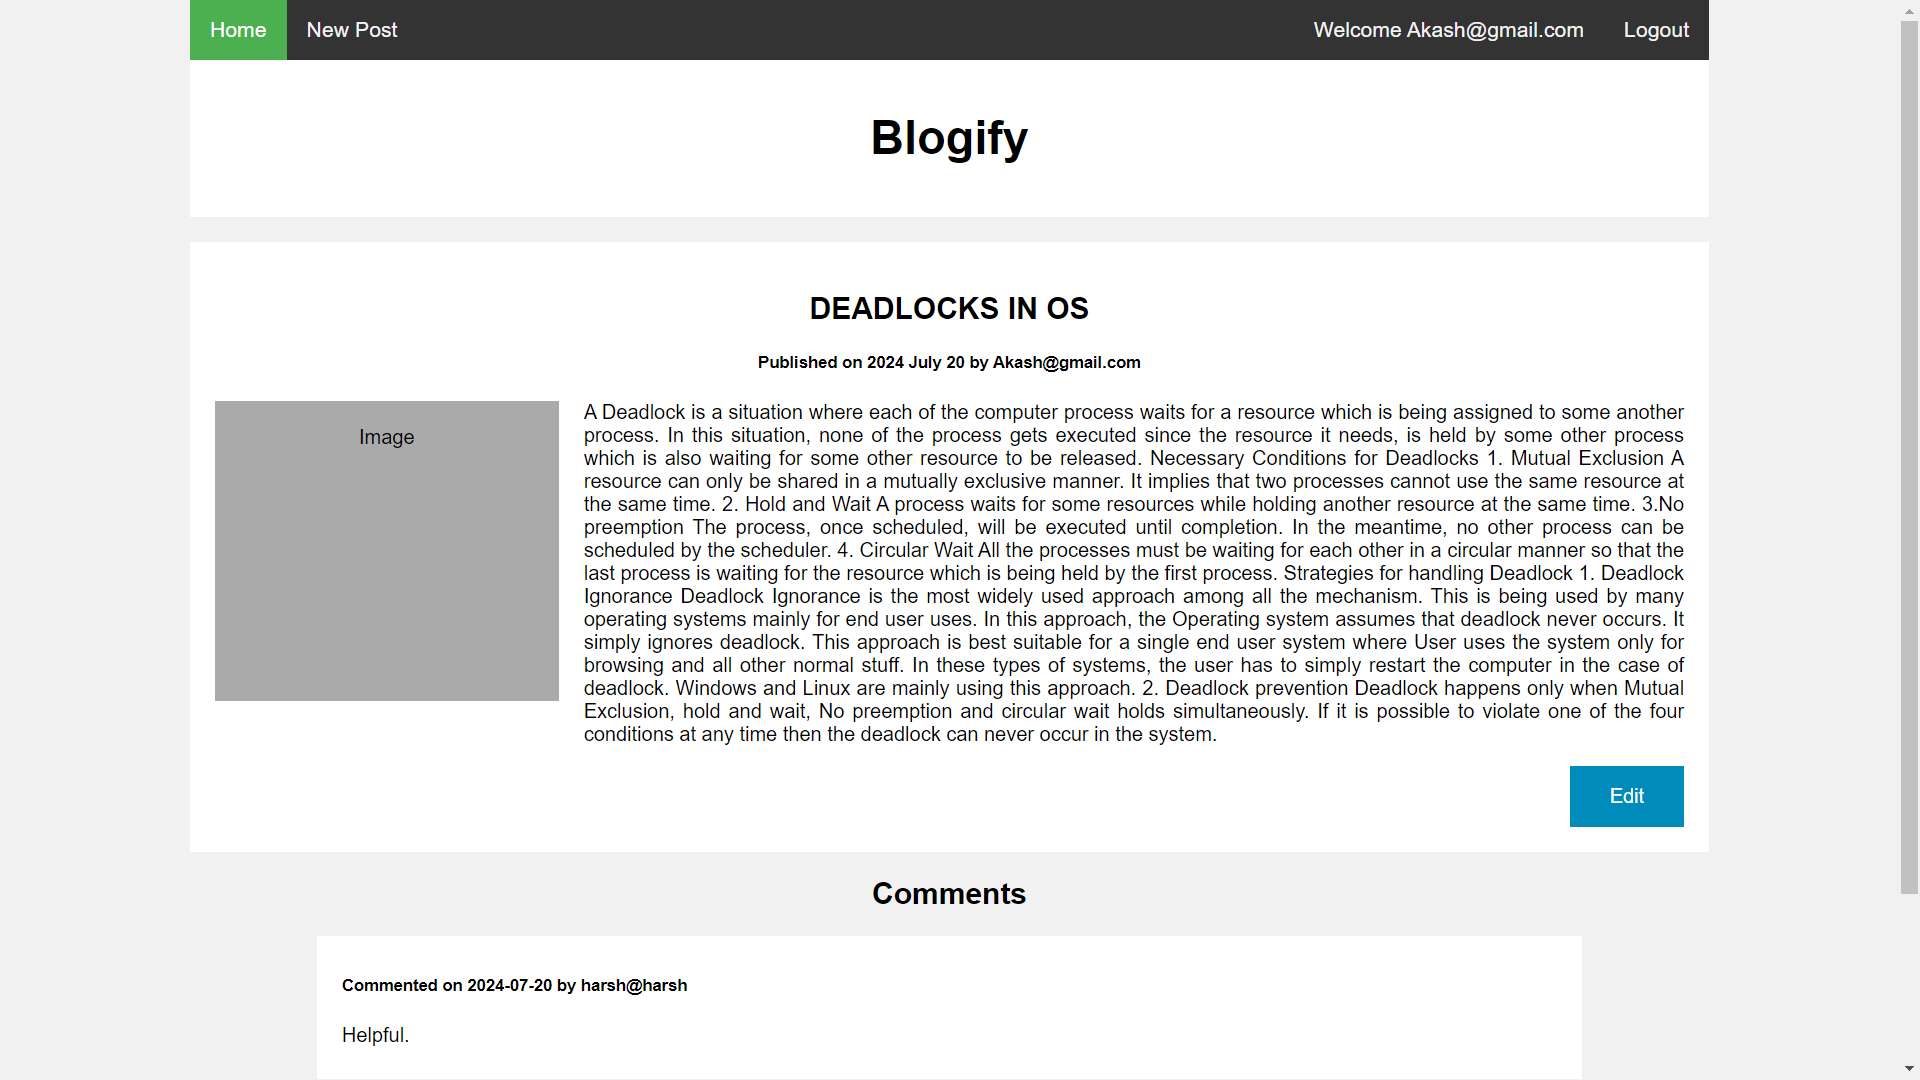 Home New Post Welcome Akash@gmail.com Logout
Blogify
DEADLOCKS IN OS
Published on 2024 July 20 by Akash@gmail.com
Image
A Deadlock is a situation where each of the computer process waits for a resource which is being assigned to some another
process. In this situation, none of the process gets executed since the resource it needs, is held by some other process
which is also waiting for some other resource to be released. Necessary Conditions for Deadlocks 1. Mutual Exclusion A
resource can only be shared in a mutually exclusive manner. It implies that two processes cannot use the same resource at
the same time. 2. Hold and Wait A process waits for some resources while holding another resource at the same time. 3.No
preemption The process, once scheduled, will be executed until completion. In the meantime, no other process can be
scheduled by the scheduler. 4. Circular Wait All the processes must be waiting for each other in a circular manner so that the
last process is waiting for the resource which is being held by the first process. Strategies for handling Deadlock 1. Deadlock
Ignorance Deadlock Ignorance is the most widely used approach among all the mechanism. This is being used by many
operating systems mainly for end user uses. In this approach, the Operating system assumes that deadlock never occurs. It
simply ignores deadlock. This approach is best suitable for a single end user system where User uses the system only for
browsing and all other normal stuff. In these types of systems, the user has to simply restart the computer in the case of
deadlock. Windows and Linux are mainly using this approach. 2. Deadlock prevention Deadlock happens only when Mutual
Exclusion, hold and wait, No preemption and circular wait holds simultaneously. If it is possible to violate one of the four
conditions at any time then the deadlock can never occur in the system.
Edit
Comments
Commented on 2024-07-20 by harsh@harsh
Helpful.